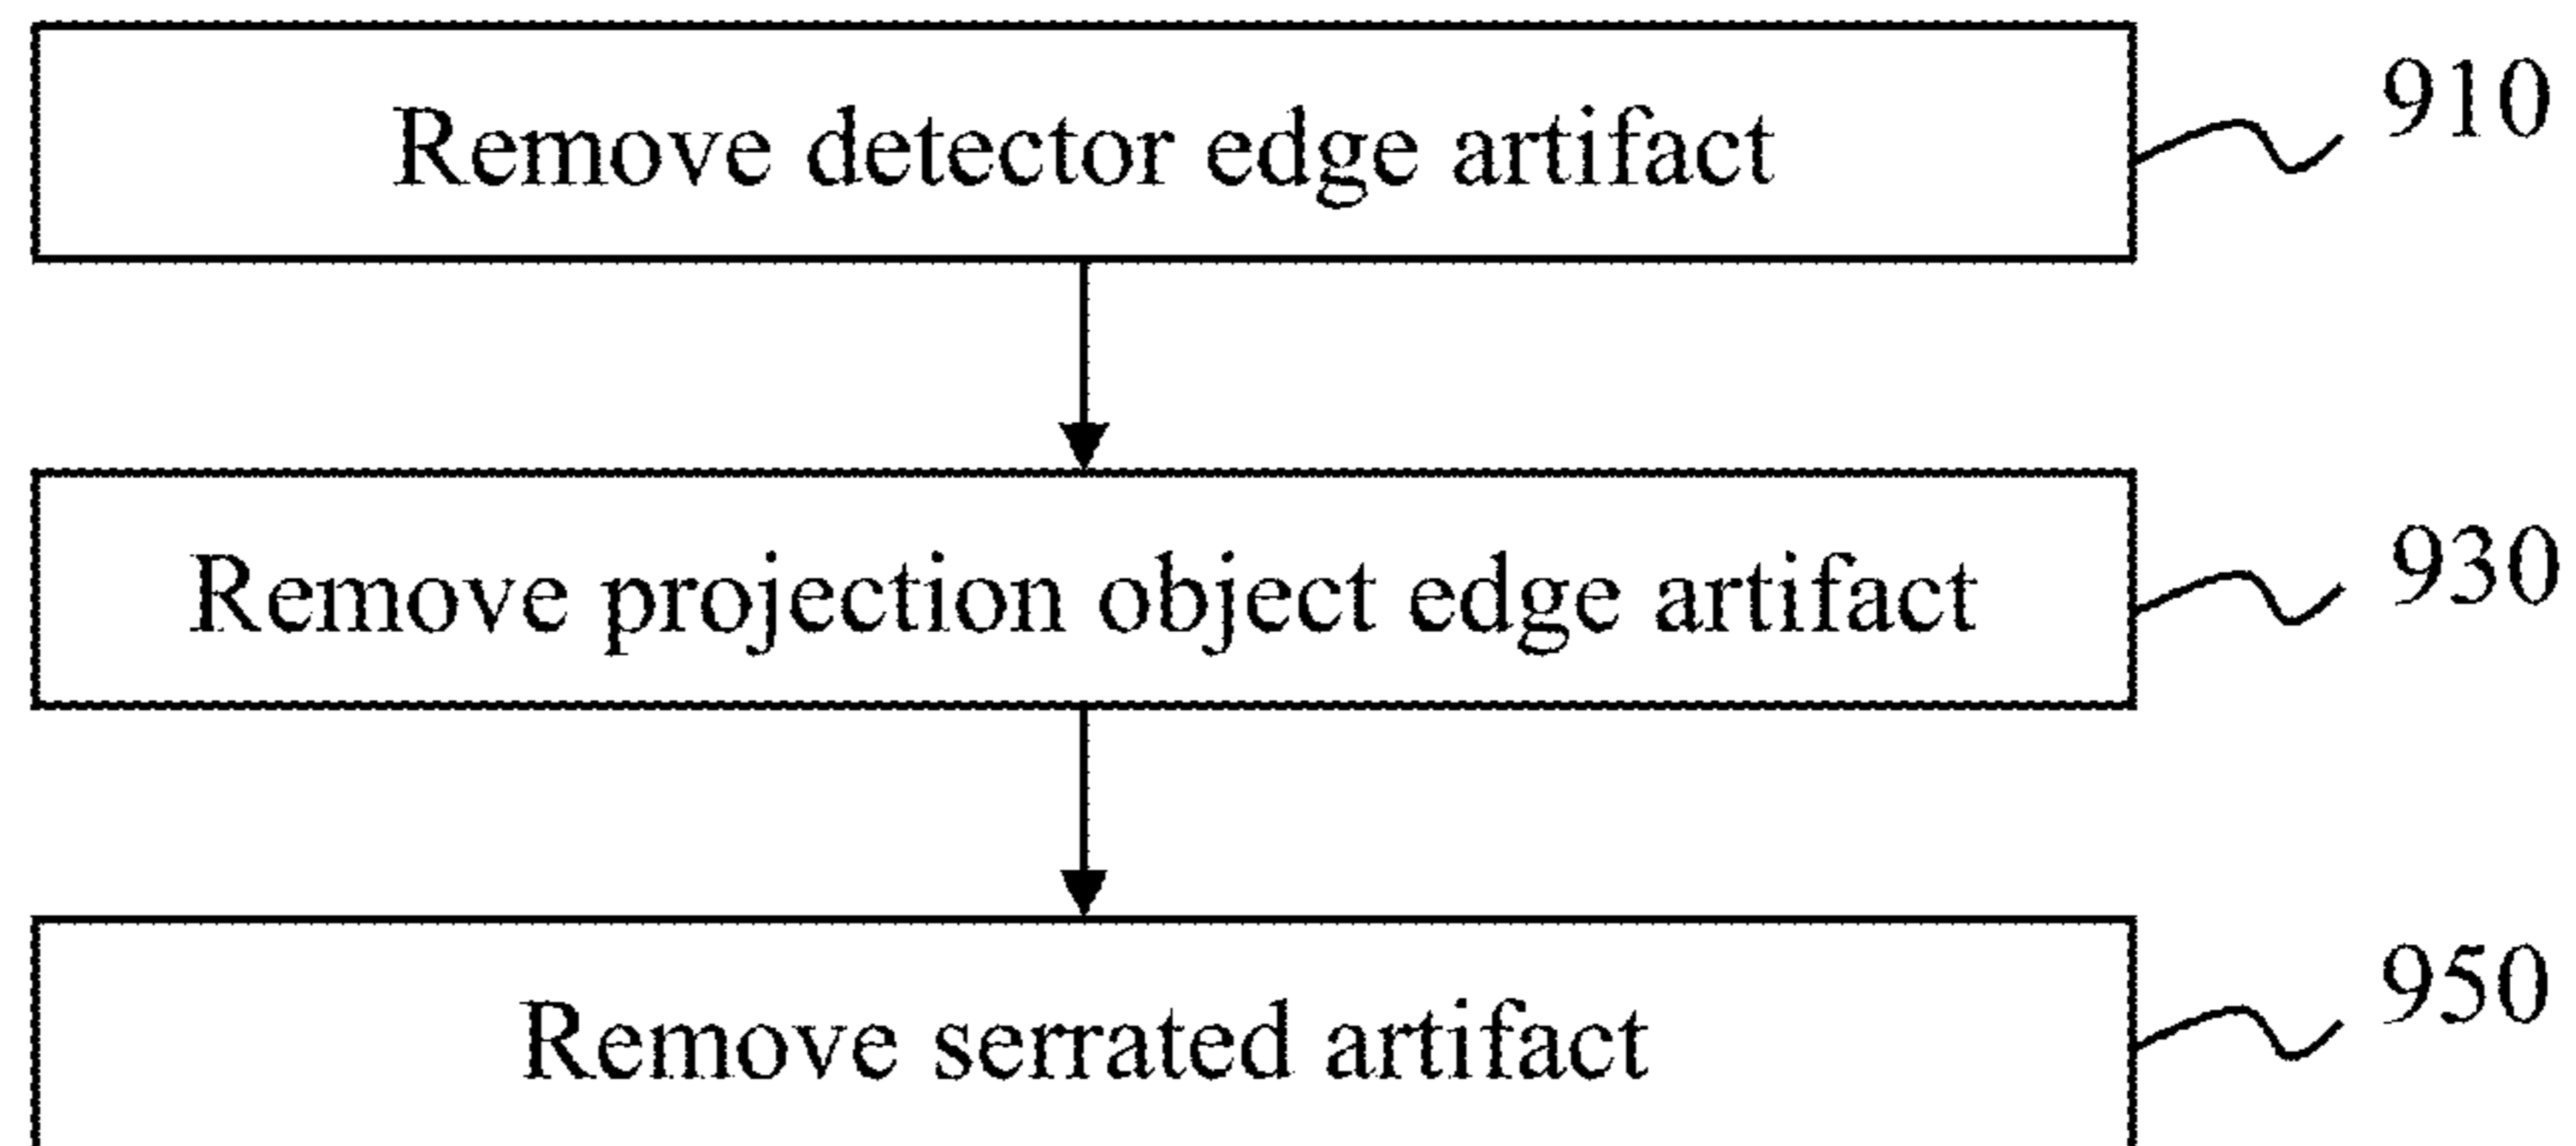 Remove detector edge artifact
910
Remove projection object edge artifact
930
Remove serrated artifact
950